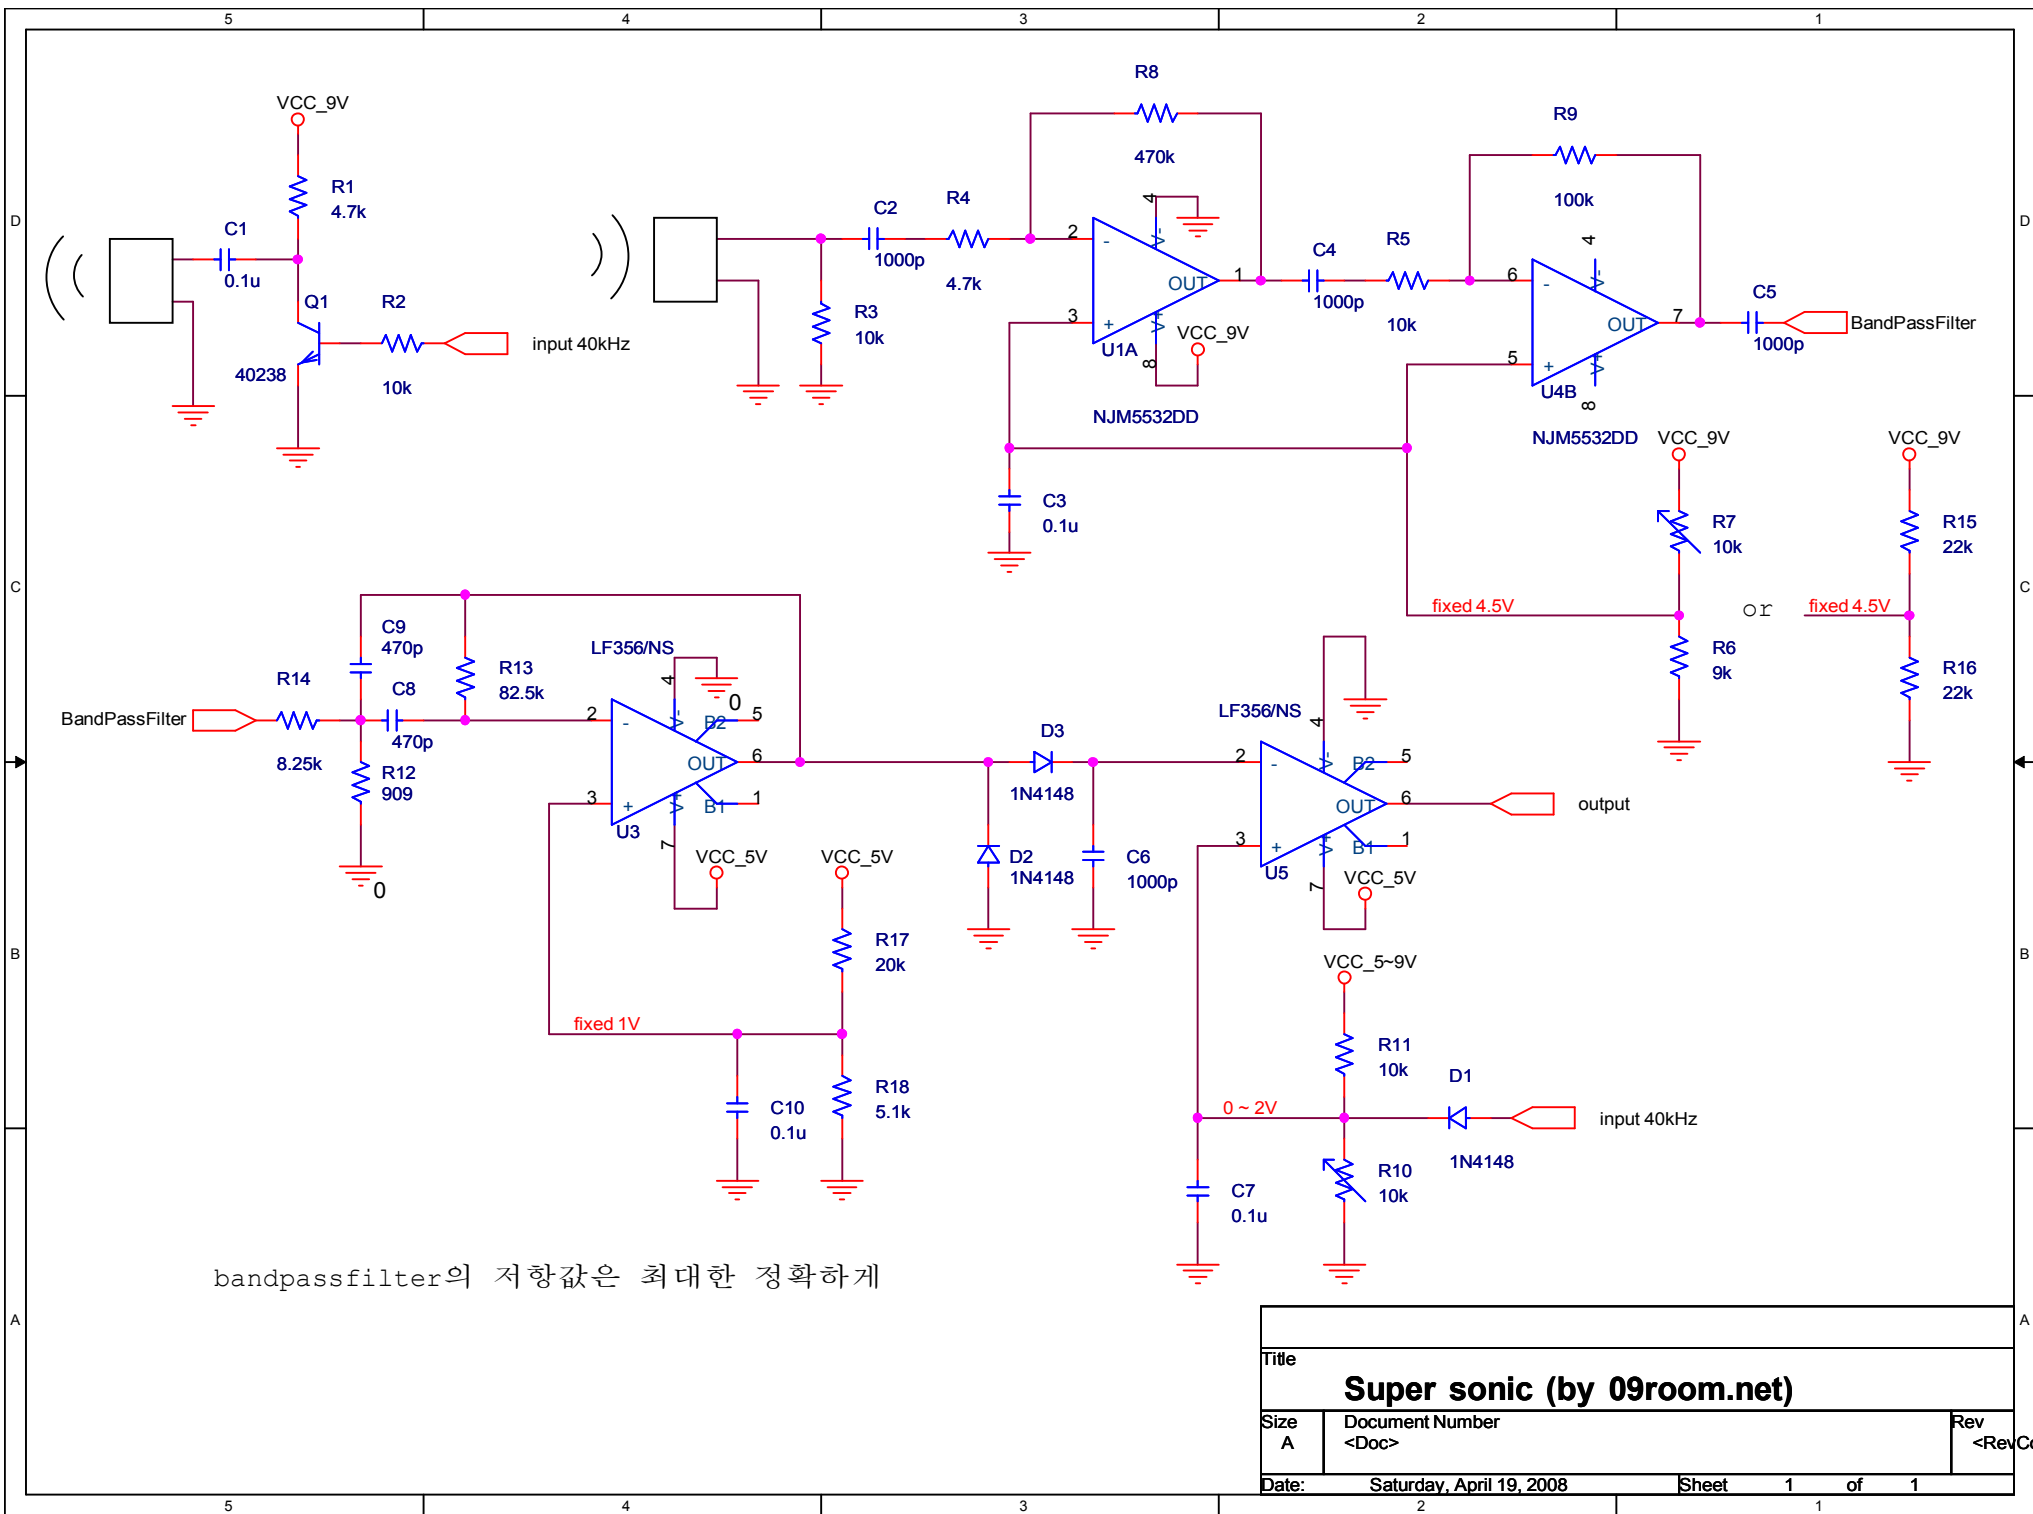 5 4 3 2 1
D
C
B
A
D
C
B
A
VCC_9V
R1
4.7k
C1
0.1u
Q1
40238
R2
10k
input 40kHz
C2
1000p
R3
10k
R4
4.7k
R8
470k
2
-
3
+
4
V-
OUT
1
V+
8
U1A
VCC_9V
NJM5532DD
C4
1000p
R5
10k
R9
100k
6
-
5
+
4
V-
OUT
7
V+
8
U4B
NJM5532DD
C5
1000p
BandPassFilter
C3
0.1u
VCC_9V
R7
10k
fixed 4.5V
R6
9k
or
VCC_9V
R15
22k
fixed 4.5V
R16
22k
BandPassFilter
R14
8.25k
C9
470p
C8
470p
R13
82.5k
R12
909
0
LF356/NS
2
-
3
+
4
V-
0
B2
5
OUT
6
B1
1
V+
7
U3
VCC_5V
VCC_5V
R17
20k
fixed 1V
C10
0.1u
R18
5.1k
D3
1N4148
D2
1N4148
C6
1000p
LF356/NS
2
-
3
+
4
V-
B2
5
OUT
6
B1
1
V+
7
U5
VCC_5V
output
VCC_5~9V
R11
10k
0 ~ 2V
D1
1N4148
input 40kHz
R10
10k
C7
0.1u
bandpassfilter의 저항값은 최대한 정확하게
Title
Super sonic (by 09room.net)
Size
A
Document Number
<Doc>
Rev
<RevCo
Date: Saturday, April 19, 2008 Sheet 1 of 1
5 4 3 2 1